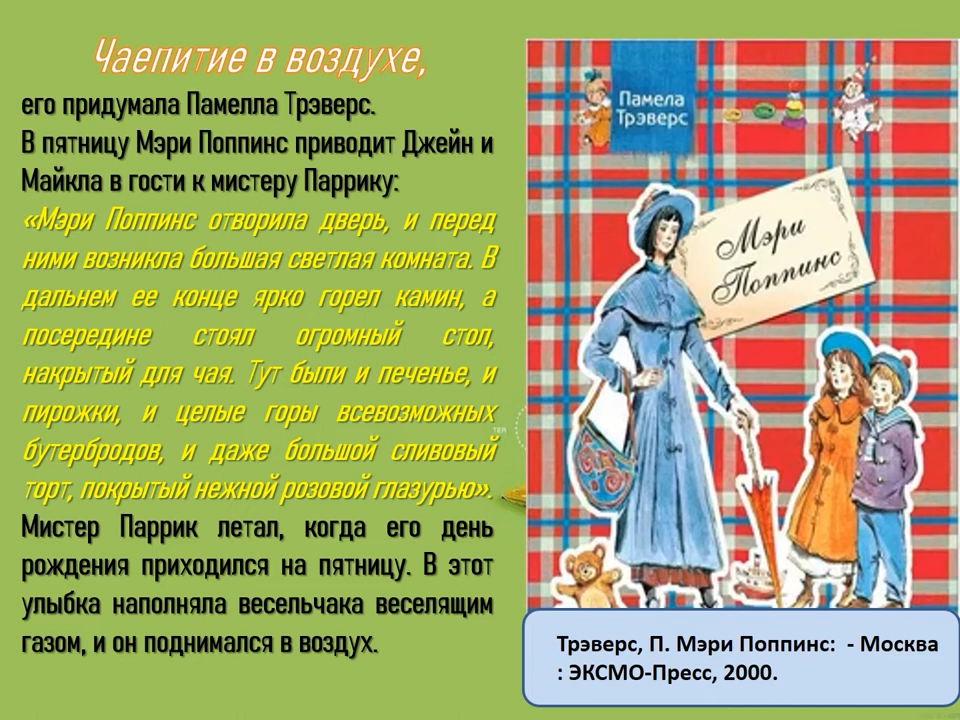 Чаепитие в воздухе,
его придумала Памелла Трэверс.
В пятницу Мэри Поппинс приводит Джейн и
Майкла в гости к мистеру Паррику:
«Мэри Поппинс отворила дверь, и перед
ними возникла большая светлая комната. В
дальнем ее конце ярко горел камин, а
посередине стоял огромный стол,
накрытый для чая. Тут были и печенье, и
пирожки, и целые горы всевозможных
бутербродов, и даже большой сливовый
торт, покрытый нежной розовой глазурью».
Мистер Паррик летал, когда его день
рождения приходился на пятницу. В этот
улыбка наполняла весельчака веселящим
газом, и он поднимался в воздух.
TEA
Памела
Трэверс
Мэри
Поппинс
Трэверс, П. Мэри Поппинс: - Москва
: ЭКСМО-Пресс, 2000.